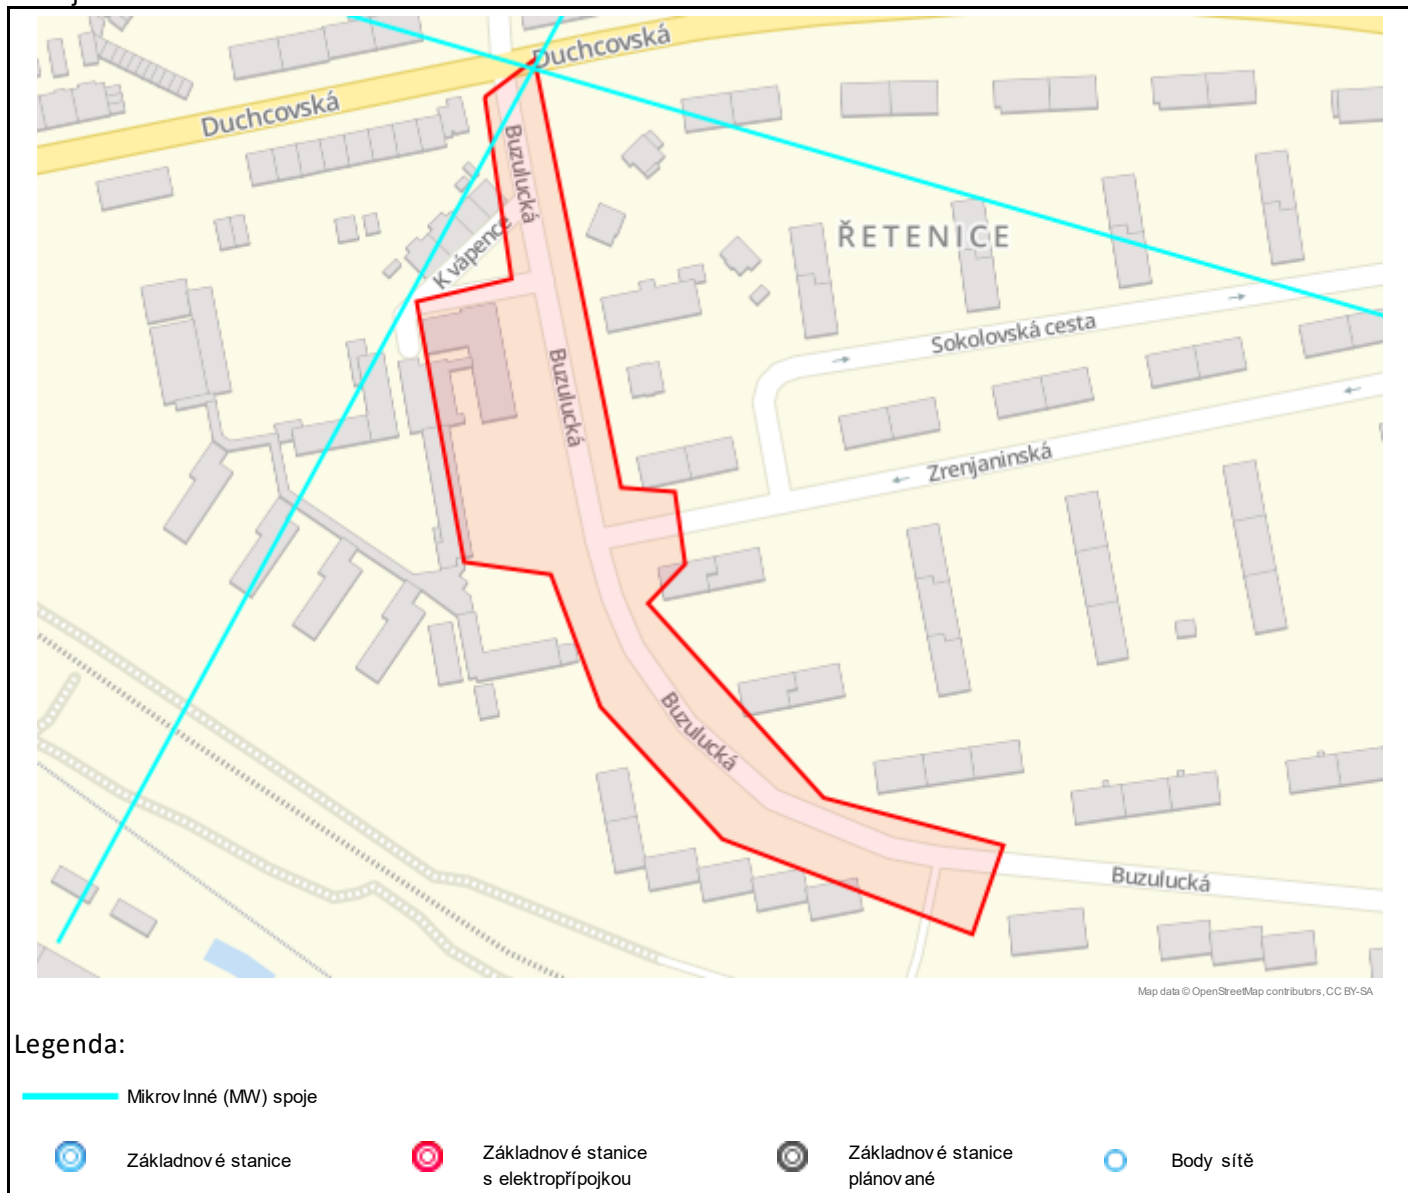 Duchcovská
Duchcovská
Buzulucká
K vápence
ŘETENICE
Sokolovská cesta
Buzulucká
Zrenjaninská
Buzulucká
Buzulucká
Map data © OpenStreetMap contributors, CC BY-SA
Legenda:
Mikrovlnné (MW) spoje
Základnové stanice
Základnové stanice
s elektropřípojkou
Základnové stanice
plánované
Body sítě